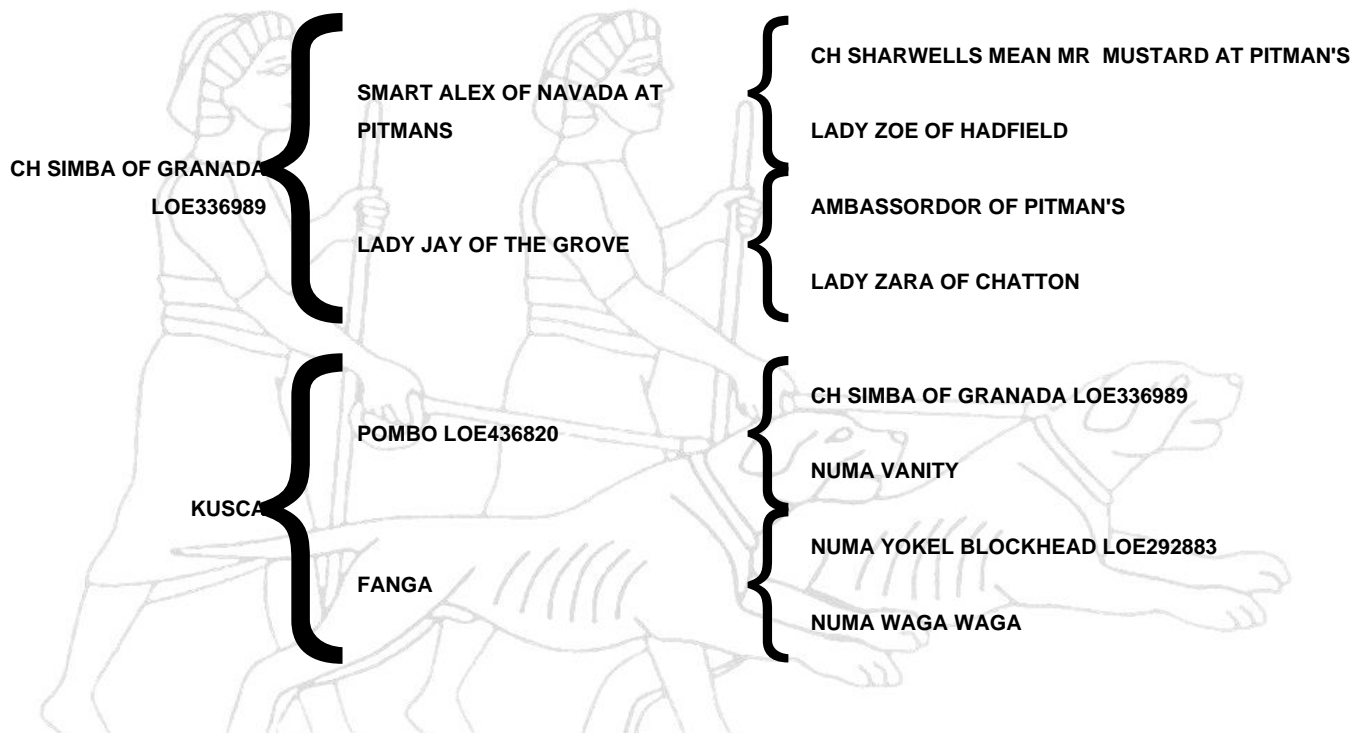 CH SHARWELLS MEAN MR  MUSTARD AT PITMAN'S
SMART ALEX OF NAVADA AT
PITMANS
LADY ZOE OF HADFIELD
CH SIMBA OF GRANADA
LOE336989
AMBASSORDOR OF PITMAN'S
LADY JAY OF THE GROVE
LADY ZARA OF CHATTON
CH SIMBA OF GRANADA LOE336989
POMBO LOE436820
NUMA VANITY
KUSCA
NUMA YOKEL BLOCKHEAD LOE292883
FANGA
NUMA WAGA WAGA